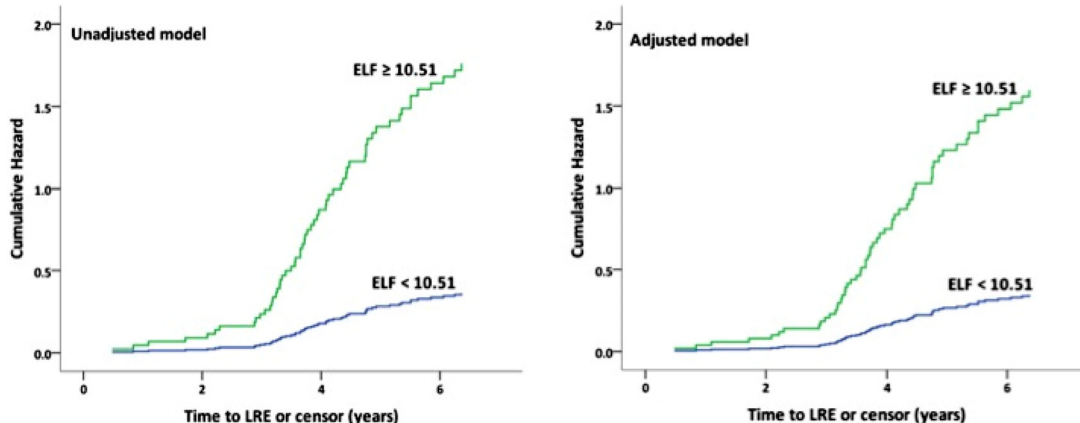 Unadjusted model
Cumulative Hazard
2.0
1.5
1.0
0.5
0.0
ELF ≥ 10.51
ELF < 10.51
0 2 4 6
Time to LRE or censor (years)
Adjusted model
Cumulative Hazard
2.0
1.5
1.0
0.5
0.0
ELF ≥ 10.51
ELF < 10.51
0 2 4 6
Time to LRE or censor (years)